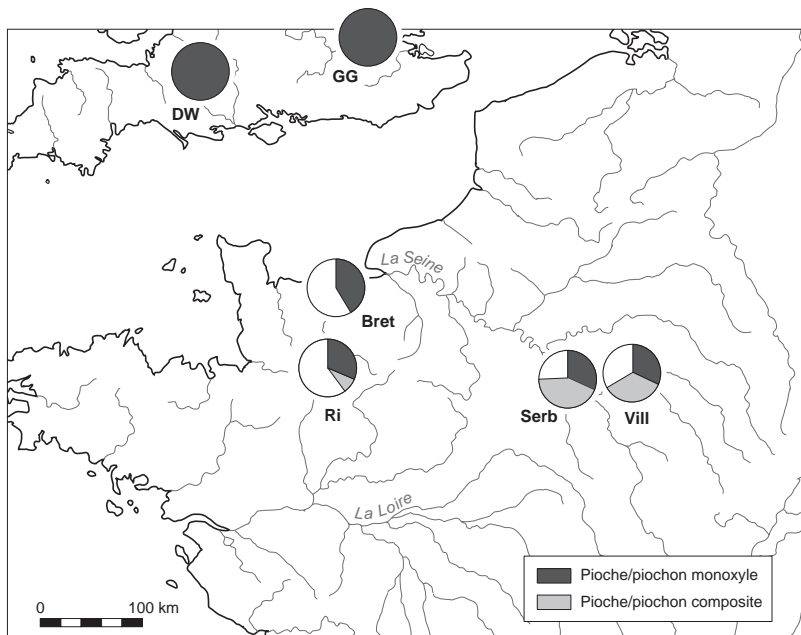 GG
DW
La Seine
Bret
Ri
Serb
Vill
La Loire
Pioche/piochon monoxyle
Pioche/piochon composite
0
100 km